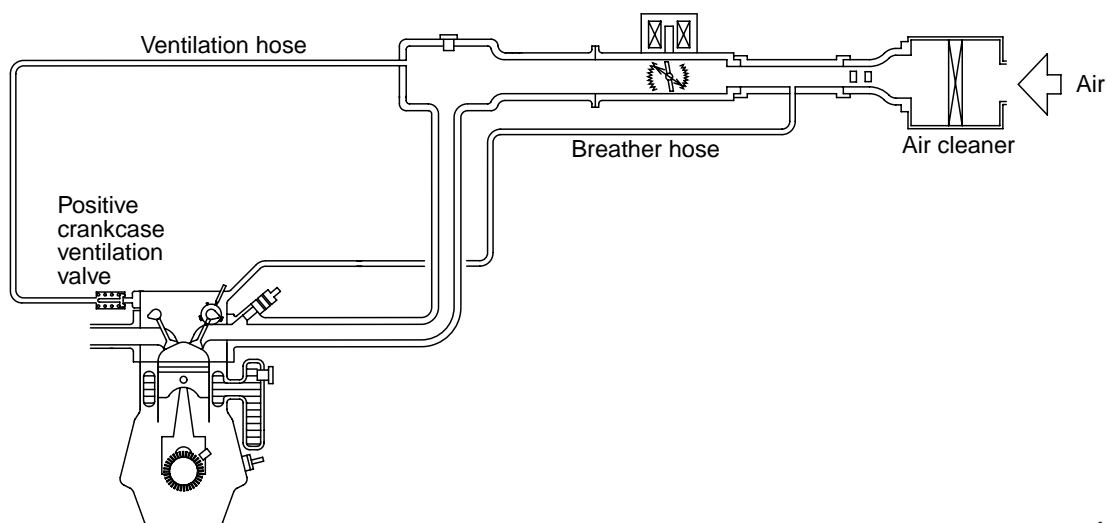 Ventilation hose
Air
Breather hose
Air cleaner
Positive
crankcase
ventilation
valve